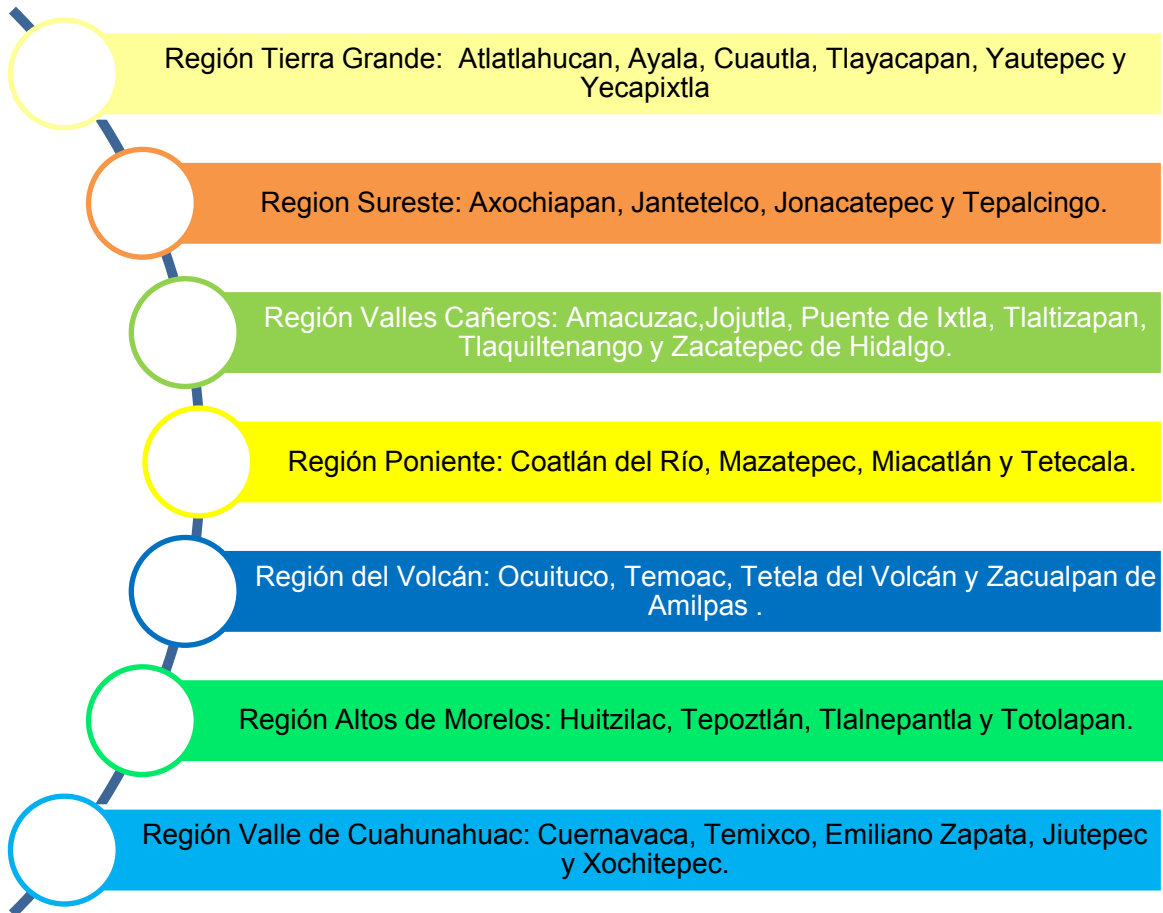 Región Tierra Grande:  Atlatlahucan, Ayala, Cuautla, Tlayacapan, Yautepec y
Yecapixtla
Region Sureste: Axochiapan, Jantetelco, Jonacatepec y Tepalcingo.
Región Valles Cañeros: Amacuzac,Jojutla, Puente de Ixtla, Tlaltizapan,
Tlaquiltenango y Zacatepec de Hidalgo.
Región Poniente: Coatlán del Río, Mazatepec, Miacatlán y Tetecala.
Región del Volcán: Ocuituco, Temoac, Tetela del Volcán y Zacualpan de
Amilpas .
Región Altos de Morelos: Huitzilac, Tepoztlán, Tlalnepantla y Totolapan.
Región Valle de Cuahunahuac: Cuernavaca, Temixco, Emiliano Zapata, Jiutepec
y Xochitepec.